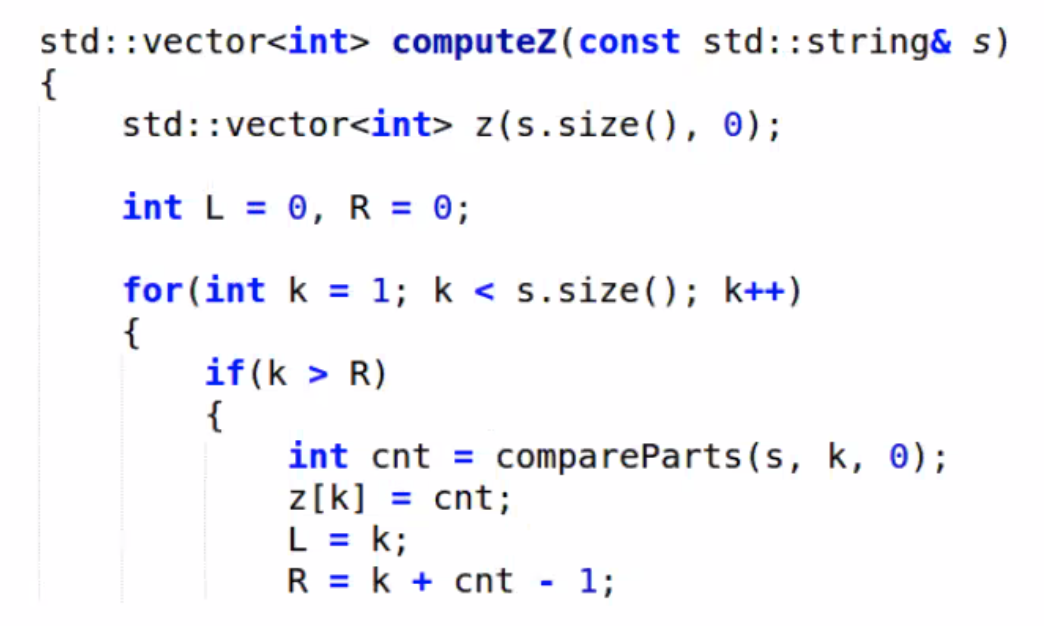 std::vector<int> computeZ(const std::string& s)
{
    std::vector<int> z(s.size(), 0);

    int L = 0, R = 0;

    for(int k = 1; k < s.size(); k++)
    {
        if(k > R)
        {
            int cnt = compareParts(s, k, 0);
            z[k] = cnt;
            L = k;
            R = k + cnt - 1;